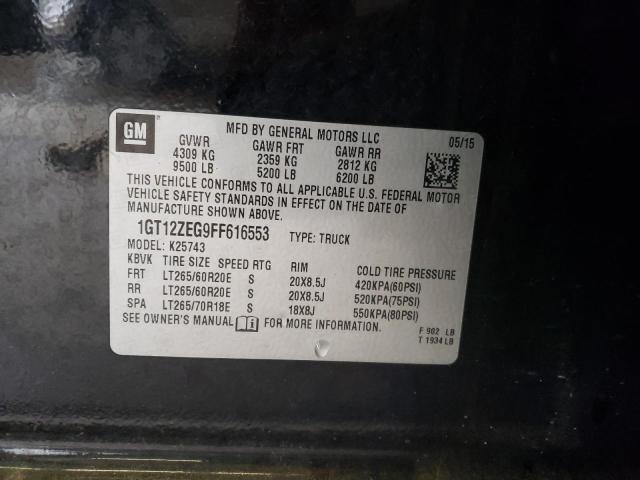 GM
MFD BY GENERAL MOTORS LLC 05/15
GVWR GAWR FRT GAWR RR
4309 KG 2359 KG 2812 KG
9500 LB 5200 LB 6200 LB
THIS VEHICLE CONFORMS TO ALL APPLICABLE U.S. FEDERAL MOTOR
VEHICLE SAFETY STANDARDS IN EFFECT ON THE DATE OF
MANUFACTURE SHOWN ABOVE.
1GT12ZEG9FF616553 TYPE: TRUCK
MODEL: K25743
KBVK TIRE SIZE SPEED RTG RIM COLD TIRE PRESSURE
FRT LT265/60R20E S 20X8.5J 420KPA(60PSI)
RR LT265/60R20E S 20X8.5J 520KPA(75PSI)
SPA LT265/70R18E S 18X8J 550KPA(80PSI)
SEE OWNER'S MANUAL FOR MORE INFORMATION.
F 902 LB
T 1934 LB